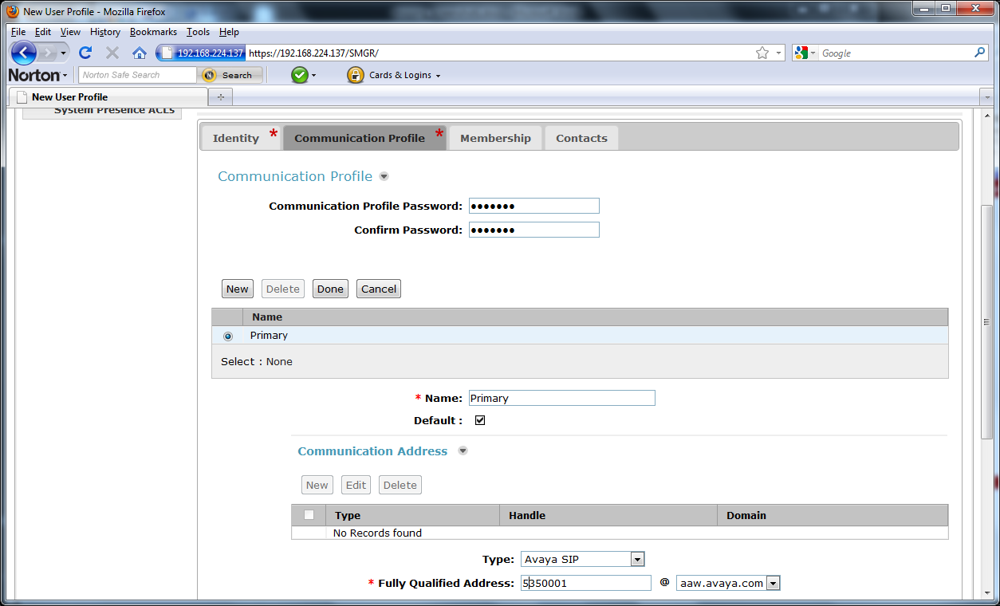 New User Profile - Mozilla Firefox
File Edit View History Bookmarks Tools Help
192.168.224.137 https://192.168.224.137/SMGR/ Google
Norton Norton Safe Search Search Cards & Logins
New User Profile
System Presence ACLs
Identity * Communication Profile * Membership Contacts
Communication Profile
Communication Profile Password: •••••••
Confirm Password: •••••••
New Delete Done Cancel
Name
Primary
Select : None
* Name: Primary
Default :
Communication Address
New Edit Delete
Type Handle Domain
No Records found
Type: Avaya SIP
* Fully Qualified Address: 5350001 @ aaw.avaya.com